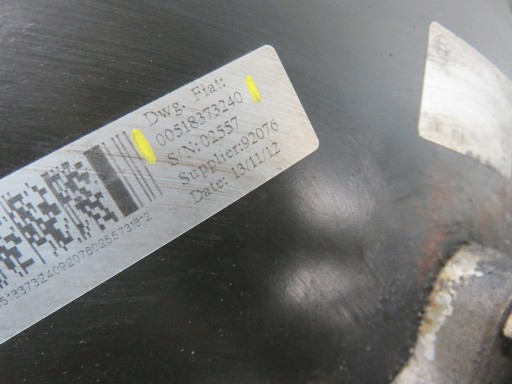 Dwg. Fiat:
00518373240
S.N:02557
Supplier:92076
Date: 13/11/12